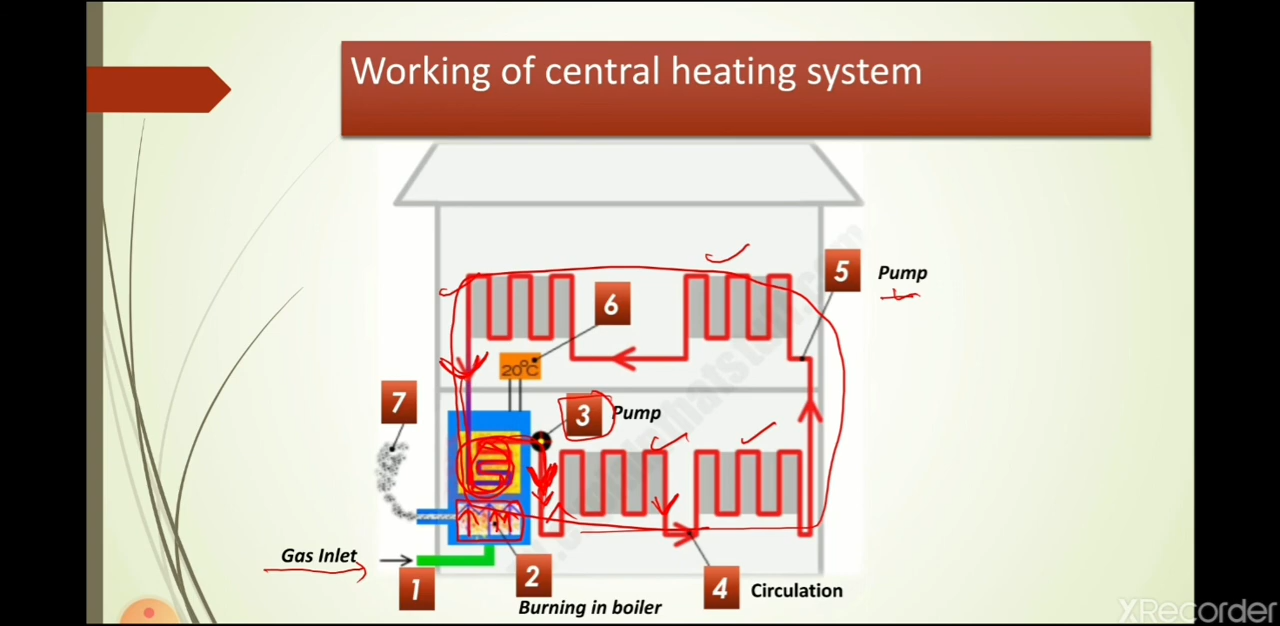 Working of central heating system
5
Pump
6
20°C
7
3
Pump
Gas Inlet
1
2
4
Circulation
Burning in boiler
XRecorder